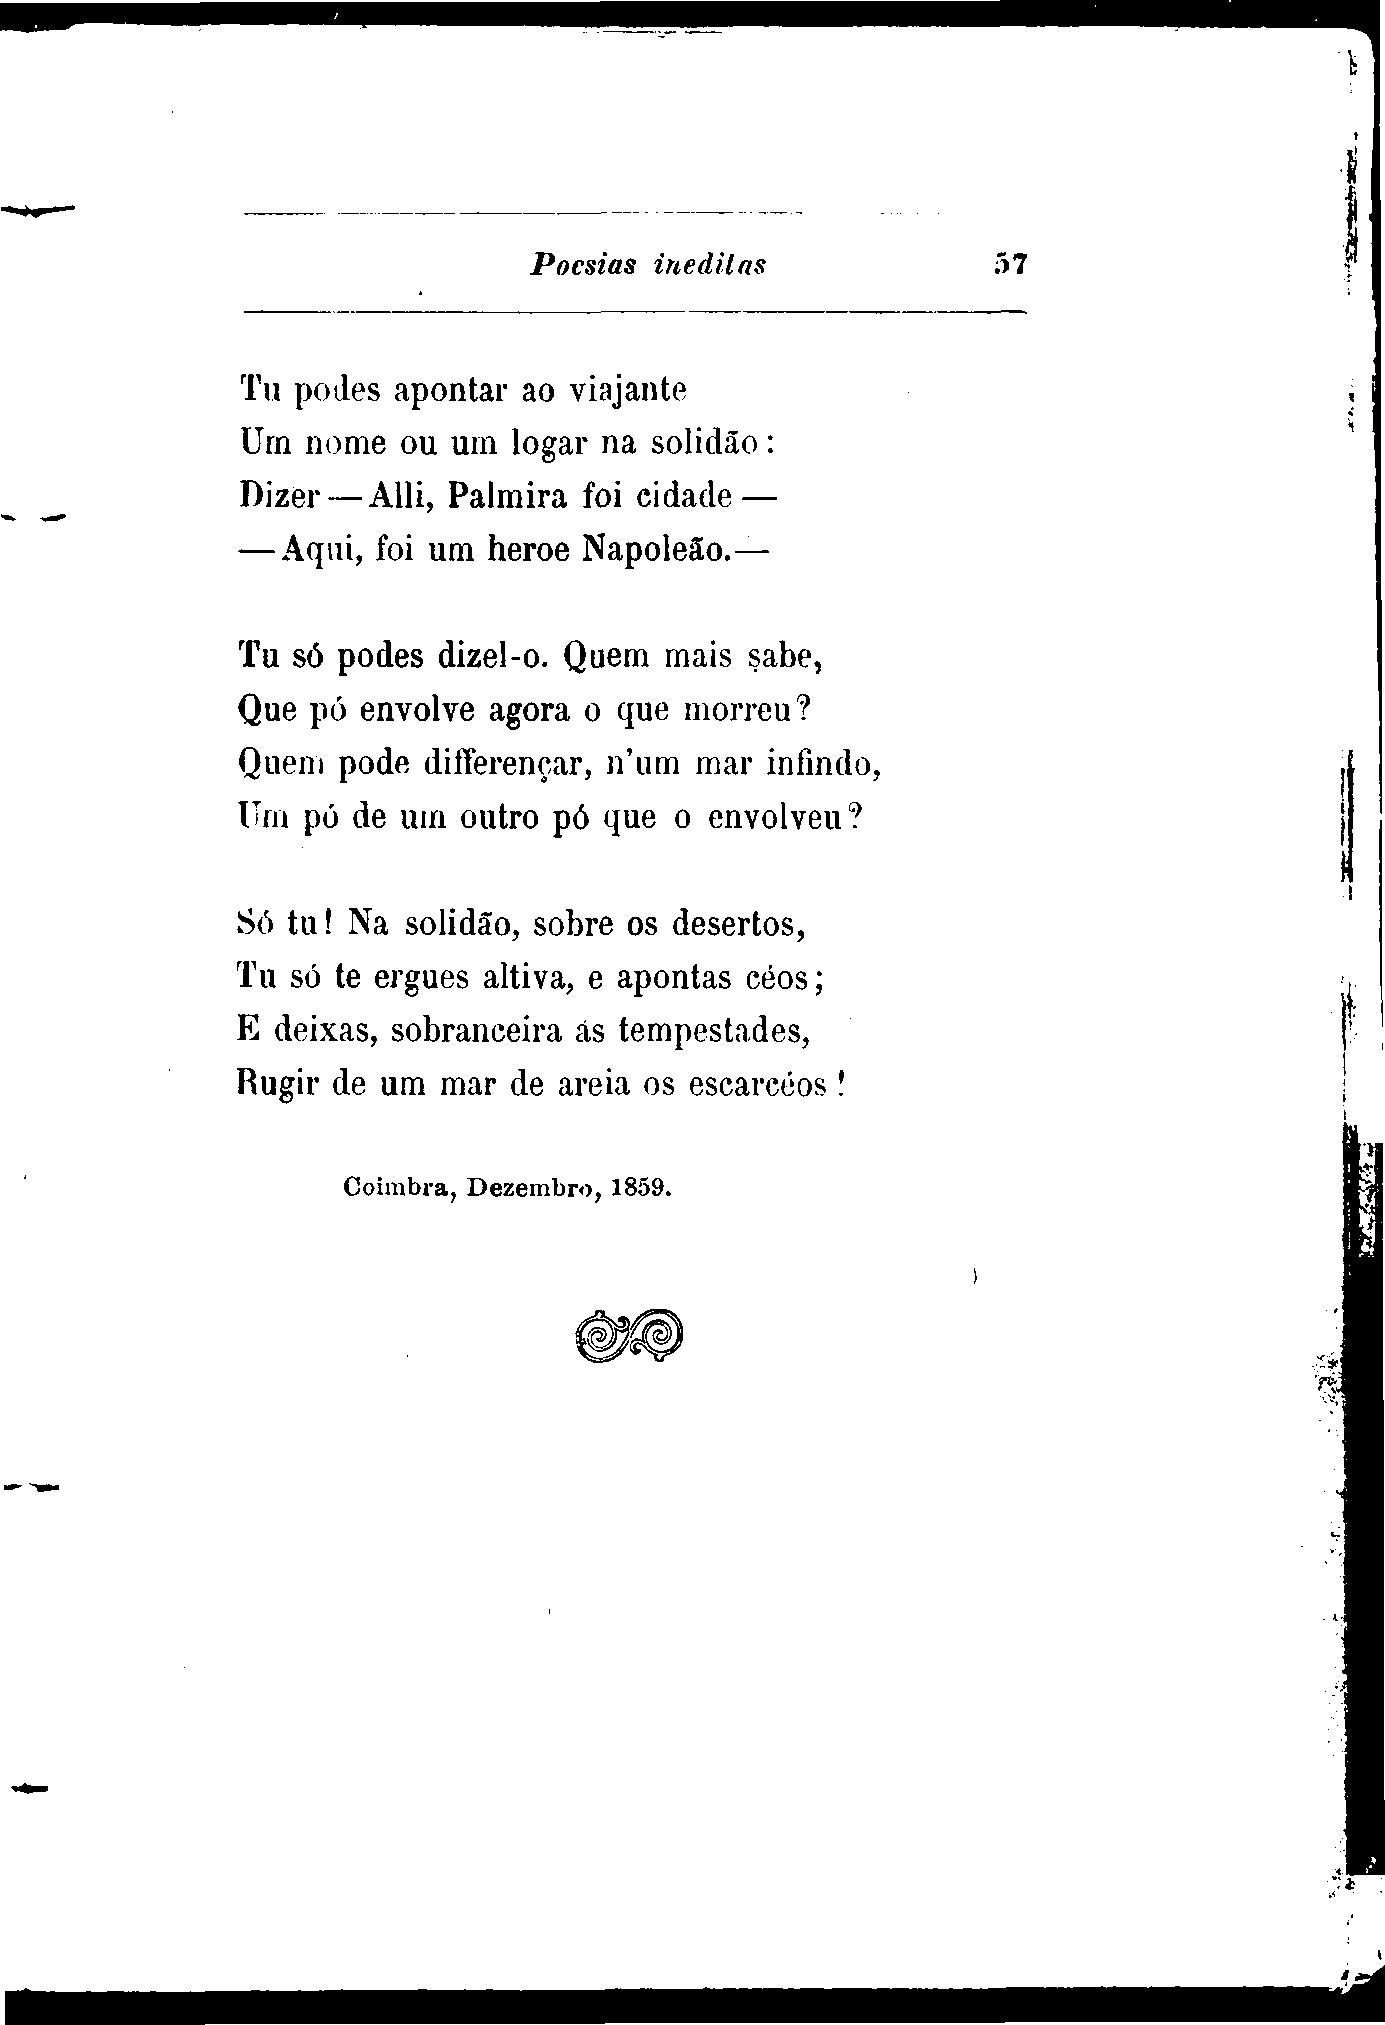 Poesias ineditas 57
Tu podes apontar ao viajante
Um nome ou um logar na solidão:
Dizer — Alli, Palmira foi cidade —
— Aqui, foi um heroe Napoleão.—
Tu só podes dizel-o. Quem mais sabe,
Que pó envolve agora o que morreu?
Quem pode differençar, n'um mar infindo,
Um pó de um outro pó que o envolveu?
Só tu! Na solidão, sobre os desertos,
Tu só te ergues altiva, e apontas céos;
E deixas, sobranceira ás tempestades,
Rugir de um mar de areia os escarcéos!
Coimbra, Dezembro, 1859.